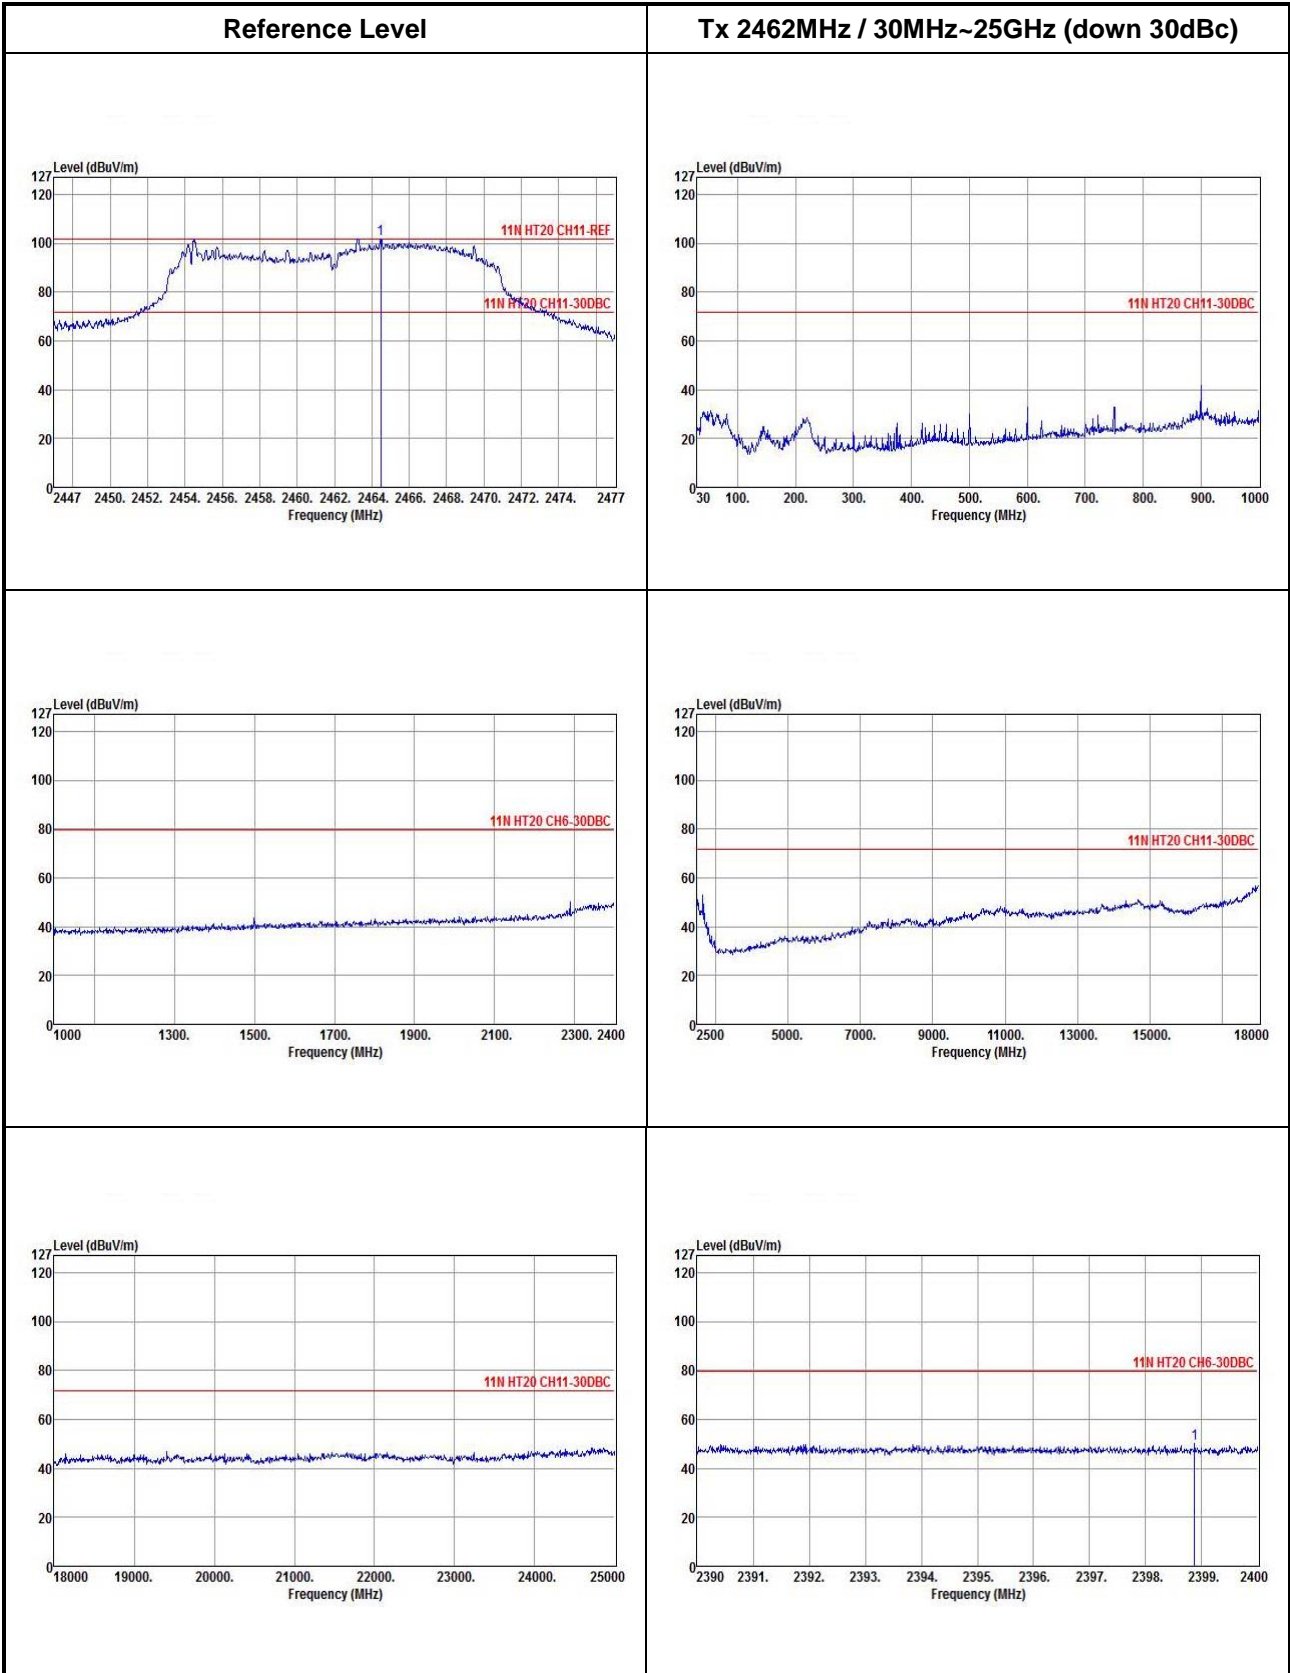 Reference Level
Tx 2462MHz / 30MHz~25GHz (down 30dBc)
Level (dBuV/m)
127
120
100
80
60
40
20
0
11N HT20 CH11-REF
11N HT20 CH11-30DBC
1
2447 2450. 2452. 2454. 2456. 2458. 2460. 2462. 2464. 2466. 2468. 2470. 2472. 2474. 2477
Frequency (MHz)
Level (dBuV/m)
127
120
100
80
60
40
20
0
11N HT20 CH11-30DBC
30 100. 200. 300. 400. 500. 600. 700. 800. 900. 1000
Frequency (MHz)
Level (dBuV/m)
127
120
100
80
60
40
20
0
11N HT20 CH6-30DBC
1000 1300. 1500. 1700. 1900. 2100. 2300. 2400
Frequency (MHz)
Level (dBuV/m)
127
120
100
80
60
40
20
0
11N HT20 CH11-30DBC
2500 5000. 7000. 9000. 11000. 13000. 15000. 18000
Frequency (MHz)
Level (dBuV/m)
127
120
100
80
60
40
20
0
11N HT20 CH11-30DBC
18000 19000. 20000. 21000. 22000. 23000. 24000. 25000
Frequency (MHz)
Level (dBuV/m)
127
120
100
80
60
40
20
0
11N HT20 CH6-30DBC
1
2390 2391. 2392. 2393. 2394. 2395. 2396. 2397. 2398. 2399. 2400
Frequency (MHz)